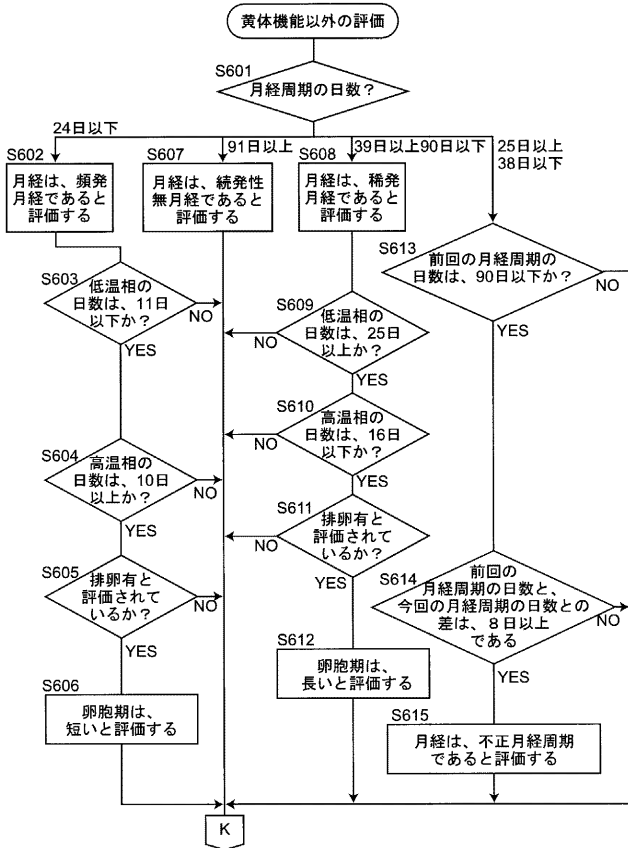 黄体機能以外の評価
S601
月経周期の日数？
24日以下
91日以上
39日以上90日以下
25日以上
38日以下
S602
月経は、頻発
月経であると
評価する
S607
月経は、続発性
無月経であると
評価する
S608
月経は、稀発
月経であると
評価する
S613
前回の月経周期の
日数は、90日以下か？
NO
YES
S603
低温相の
日数は、11日
以下か？
NO
YES
S609
低温相の
日数は、25日
以上か？
NO
YES
S610
高温相の
日数は、16日
以下か？
NO
YES
S604
高温相の
日数は、10日
以上か？
NO
YES
S611
排卵有と
評価されて
いるか？
NO
YES
S605
排卵有と
評価されて
いるか？
NO
YES
S614
前回の
月経周期の日数と、
今回の月経周期の日数との
差は、８日以上
である
NO
YES
S612
卵胞期は、
長いと評価する
S606
卵胞期は、
短いと評価する
S615
月経は、不正月経周期
であると評価する
K